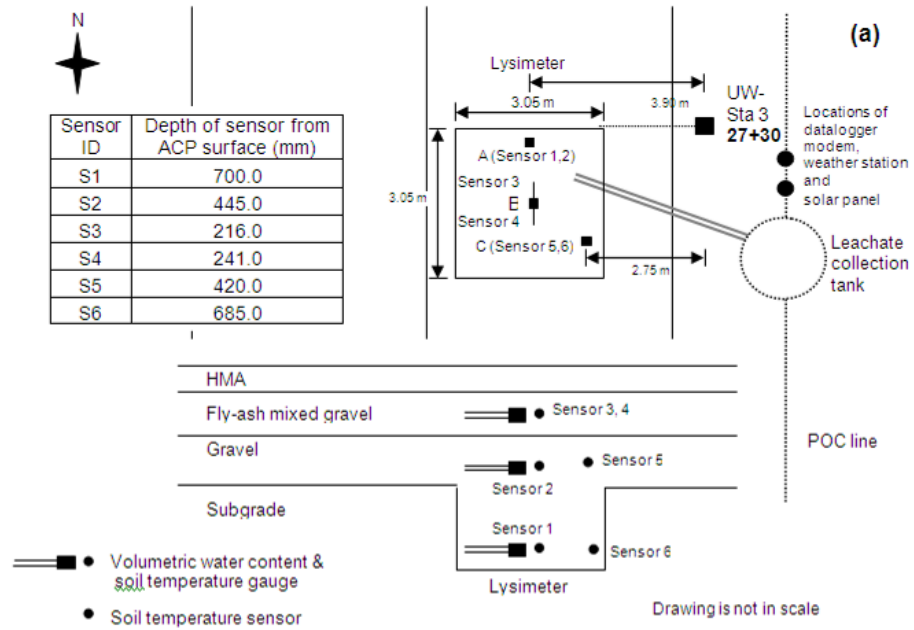 N
(a)
Lysimeter
3.05 m
3.90 m
UW-
Sta 3
27+30
Locations of
datalogger
modem,
weather station
and
solar panel
Sensor ID Depth of sensor from ACP surface (mm)
S1 700.0
S2 445.0
S3 216.0
S4 241.0
S5 420.0
S6 685.0
A (Sensor 1,2)
Sensor 3
3.05 m
E
Sensor 4
C (Sensor 5,6)
2.75 m
Leachate
collection
tank
HMA
Fly-ash mixed gravel
Sensor 3, 4
Gravel
Sensor 5
Sensor 2
POC line
Subgrade
Sensor 1
Sensor 6
Lysimeter
Volumetric water content &
soil temperature gauge
Soil temperature sensor
Drawing is not in scale